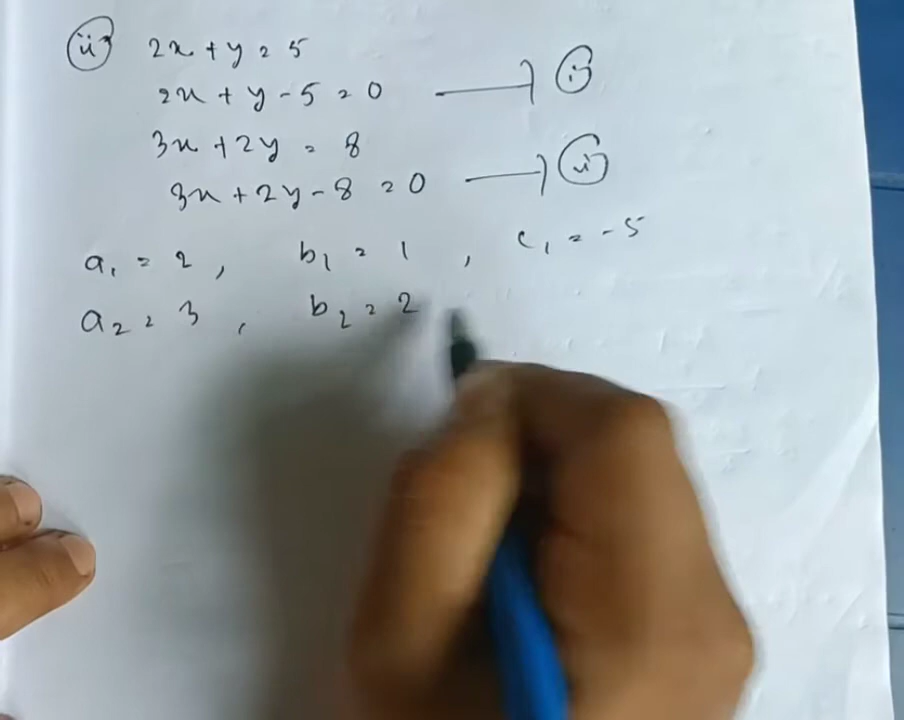 (ii) 2x + y = 5
2x + y - 5 = 0 ⟶ (i)
3x + 2y = 8
3x + 2y - 8 = 0 ⟶ (ii)
a₁ = 2, b₁ = 1, c₁ = -5
a₂ = 3, b₂ = 2